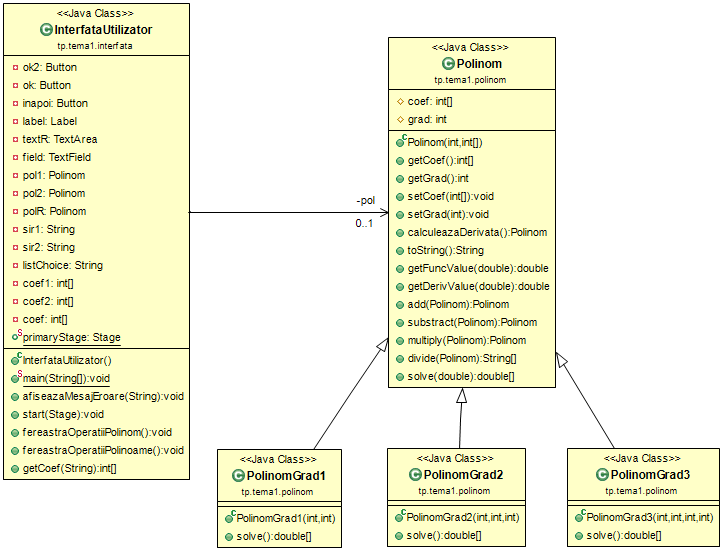 <<Java Class>>
InterfataUtilizator
tp.tema1.interfata
ok2: Button
ok: Button
inapoi: Button
label: Label
textR: TextArea
field: TextField
pol1: Polinom
pol2: Polinom
polR: Polinom
sir1: String
sir2: String
listChoice: String
coef1: int[]
coef2: int[]
coef: int[]
primaryStage: Stage
InterfataUtilizator()
main(String[]):void
afiseazaMesajEroare(String):void
start(Stage):void
fereastraOperatiiPolinom():void
fereastraOperatiiPolinoame():void
getCoef(String):int[]
-pol
0..1
<<Java Class>>
Polinom
tp.tema1.polinom
coef: int[]
grad: int
Polinom(int,int[])
getCoef():int[]
getGrad():int
setCoef(int[]):void
setGrad(int):void
calculeazaDerivata():Polinom
toString():String
getFuncValue(double):double
getDerivValue(double):double
add(Polinom):Polinom
substract(Polinom):Polinom
multiply(Polinom):Polinom
divide(Polinom):String[]
solve(double):double[]
<<Java Class>>
PolinomGrad1
tp.tema1.polinom
PolinomGrad1(int,int)
solve():double[]
<<Java Class>>
PolinomGrad2
tp.tema1.polinom
PolinomGrad2(int,int,int)
solve():double[]
<<Java Class>>
PolinomGrad3
tp.tema1.polinom
PolinomGrad3(int,int,int,int)
solve():double[]